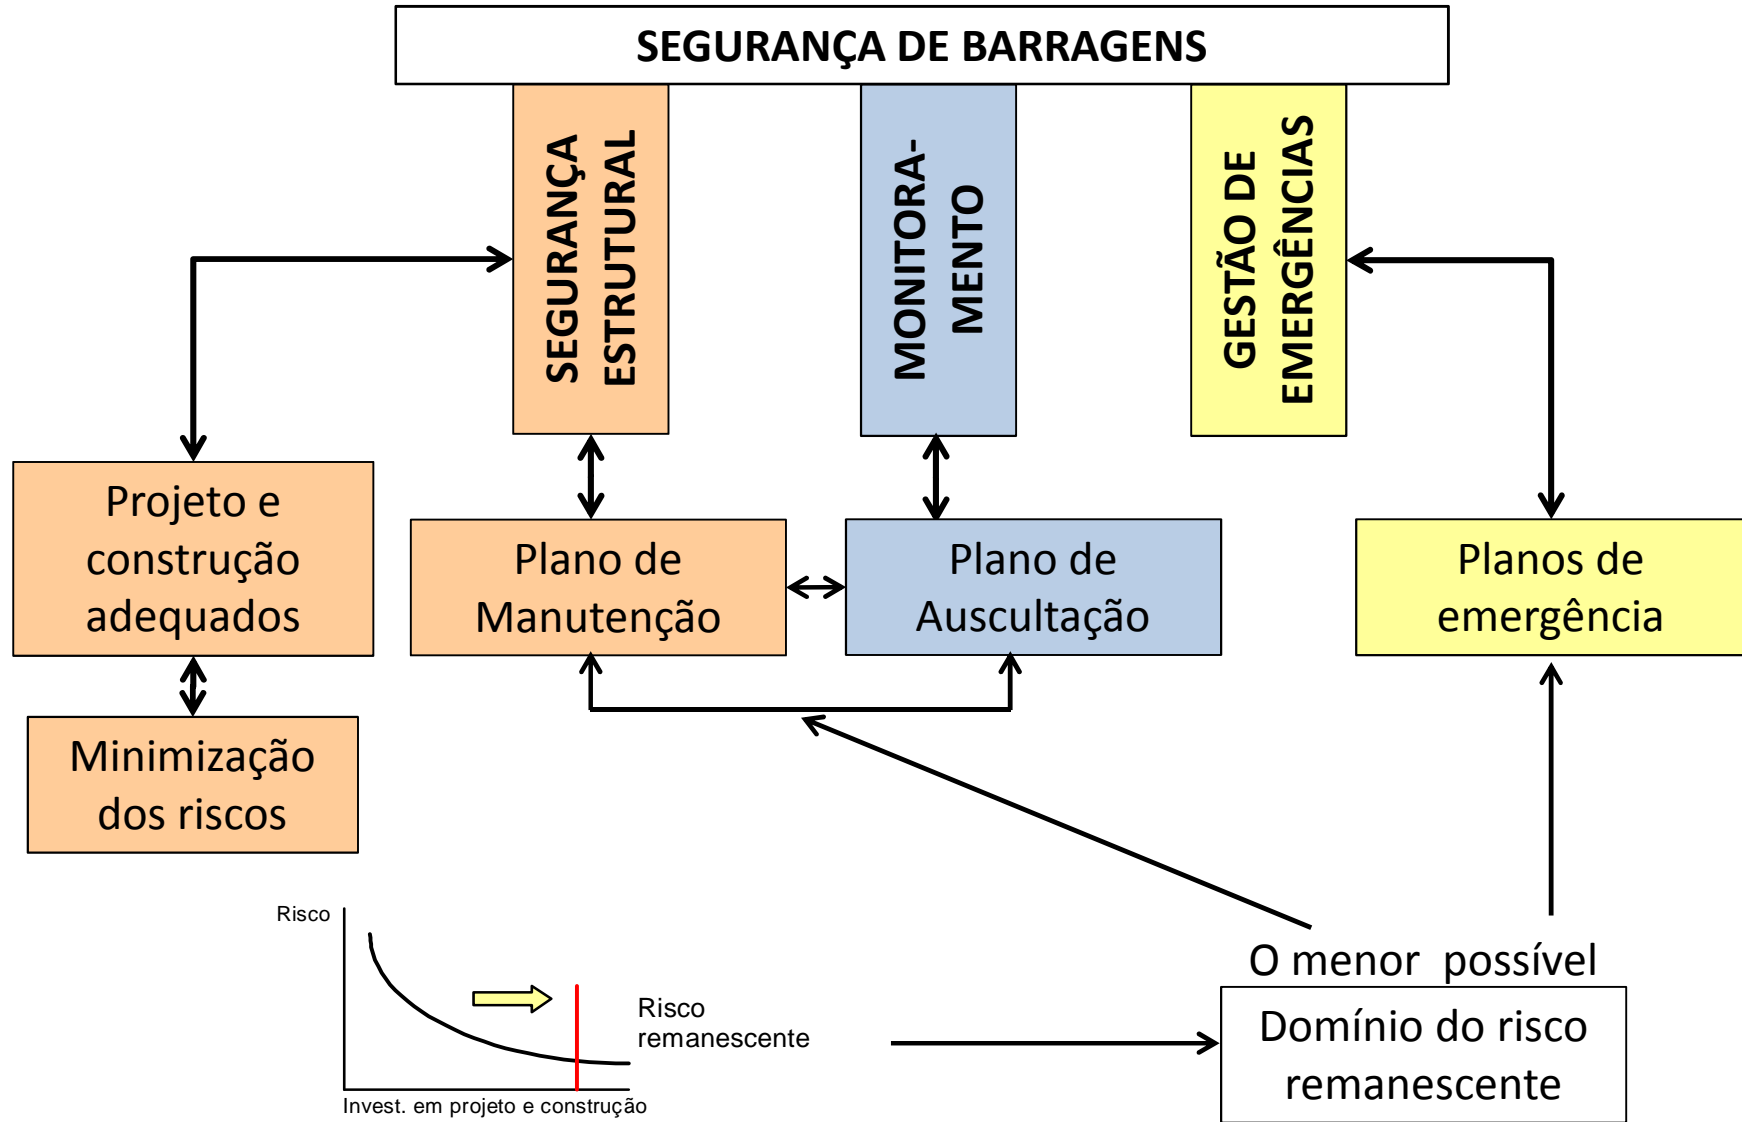 SEGURANÇA DE BARRAGENS
SEGURANÇA
ESTRUTURAL
MONITORA-
MENTO
GESTÃO DE
EMERGÊNCIAS
Projeto e
construção
adequados
Plano de
Manutenção
Plano de
Auscultação
Planos de
emergência
Minimização
dos riscos
Risco
Risco
remanescente
Invest. em projeto e construção
O menor possível
Domínio do risco
remanescente